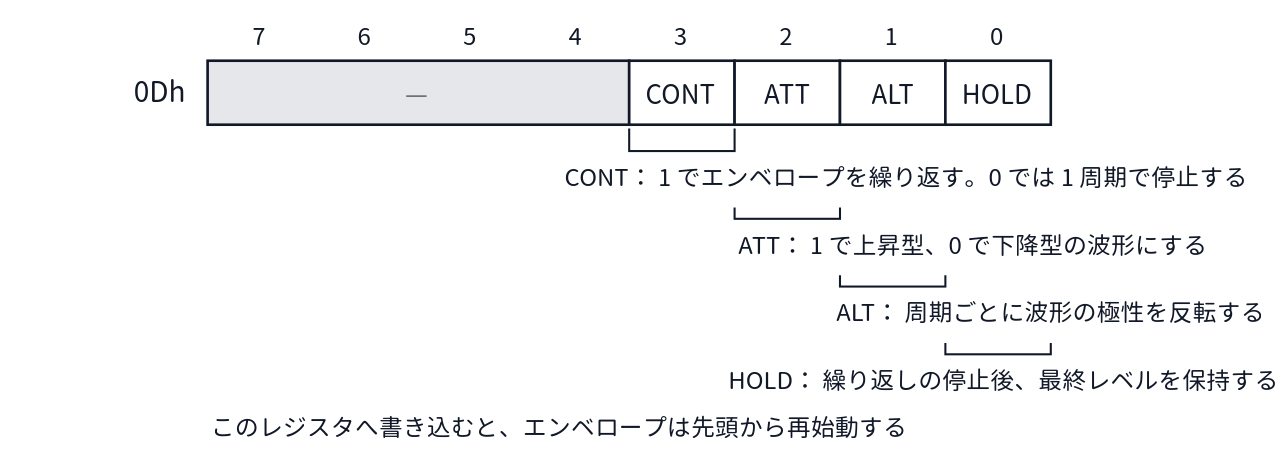 7 6 5 4 3 2 1 0
0Dh — CONT ATT ALT HOLD
CONT： 1 でエンベロープを繰り返す。0 では 1 周期で停止する
ATT： 1 で上昇型、0 で下降型の波形にする
ALT： 周期ごとに波形の極性を反転する
HOLD： 繰り返しの停止後、最終レベルを保持する
このレジスタへ書き込むと、エンベロープは先頭から再始動する